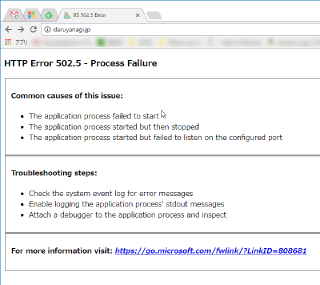 IIS 502.5 Error
daruyanagi.jp
アプリ
HTTP Error 502.5 - Process Failure
Common causes of this issue:
• The application process failed to start
• The application process started but then stopped
• The application process started but failed to listen on the configured port
Troubleshooting steps:
• Check the system event log for error messages
• Enable logging the application process' stdout messages
• Attach a debugger to the application process and inspect
For more information visit: https://go.microsoft.com/fwlink/?LinkID=808681